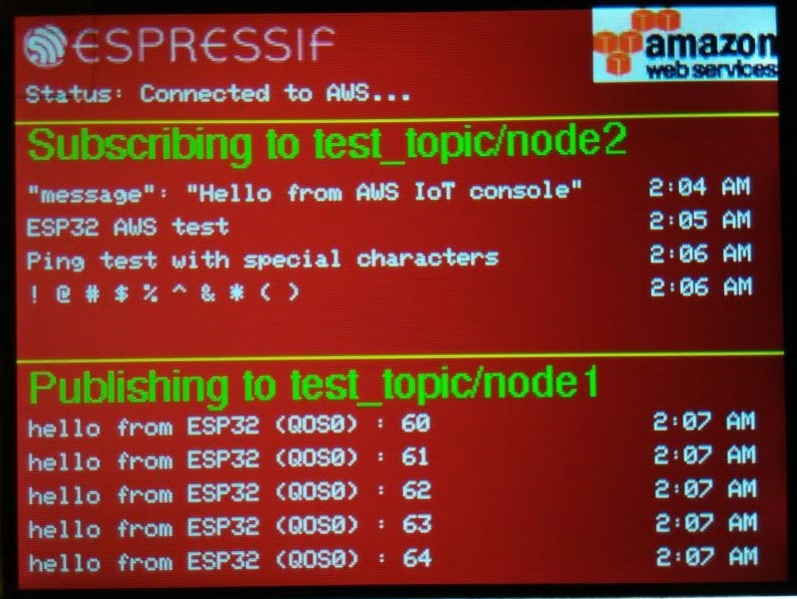 ESPRESSIF
amazon
web services
Status: Connected to AWS...
Subscribing to test_topic/node2
"message": "Hello from AWS IoT console" 2:04 AM
ESP32 AWS test 2:05 AM
Ping test with special characters 2:06 AM
! @ # $ % ^ & * ( ) 2:06 AM
Publishing to test_topic/node1
hello from ESP32 (QOS0) : 60 2:07 AM
hello from ESP32 (QOS0) : 61 2:07 AM
hello from ESP32 (QOS0) : 62 2:07 AM
hello from ESP32 (QOS0) : 63 2:07 AM
hello from ESP32 (QOS0) : 64 2:07 AM